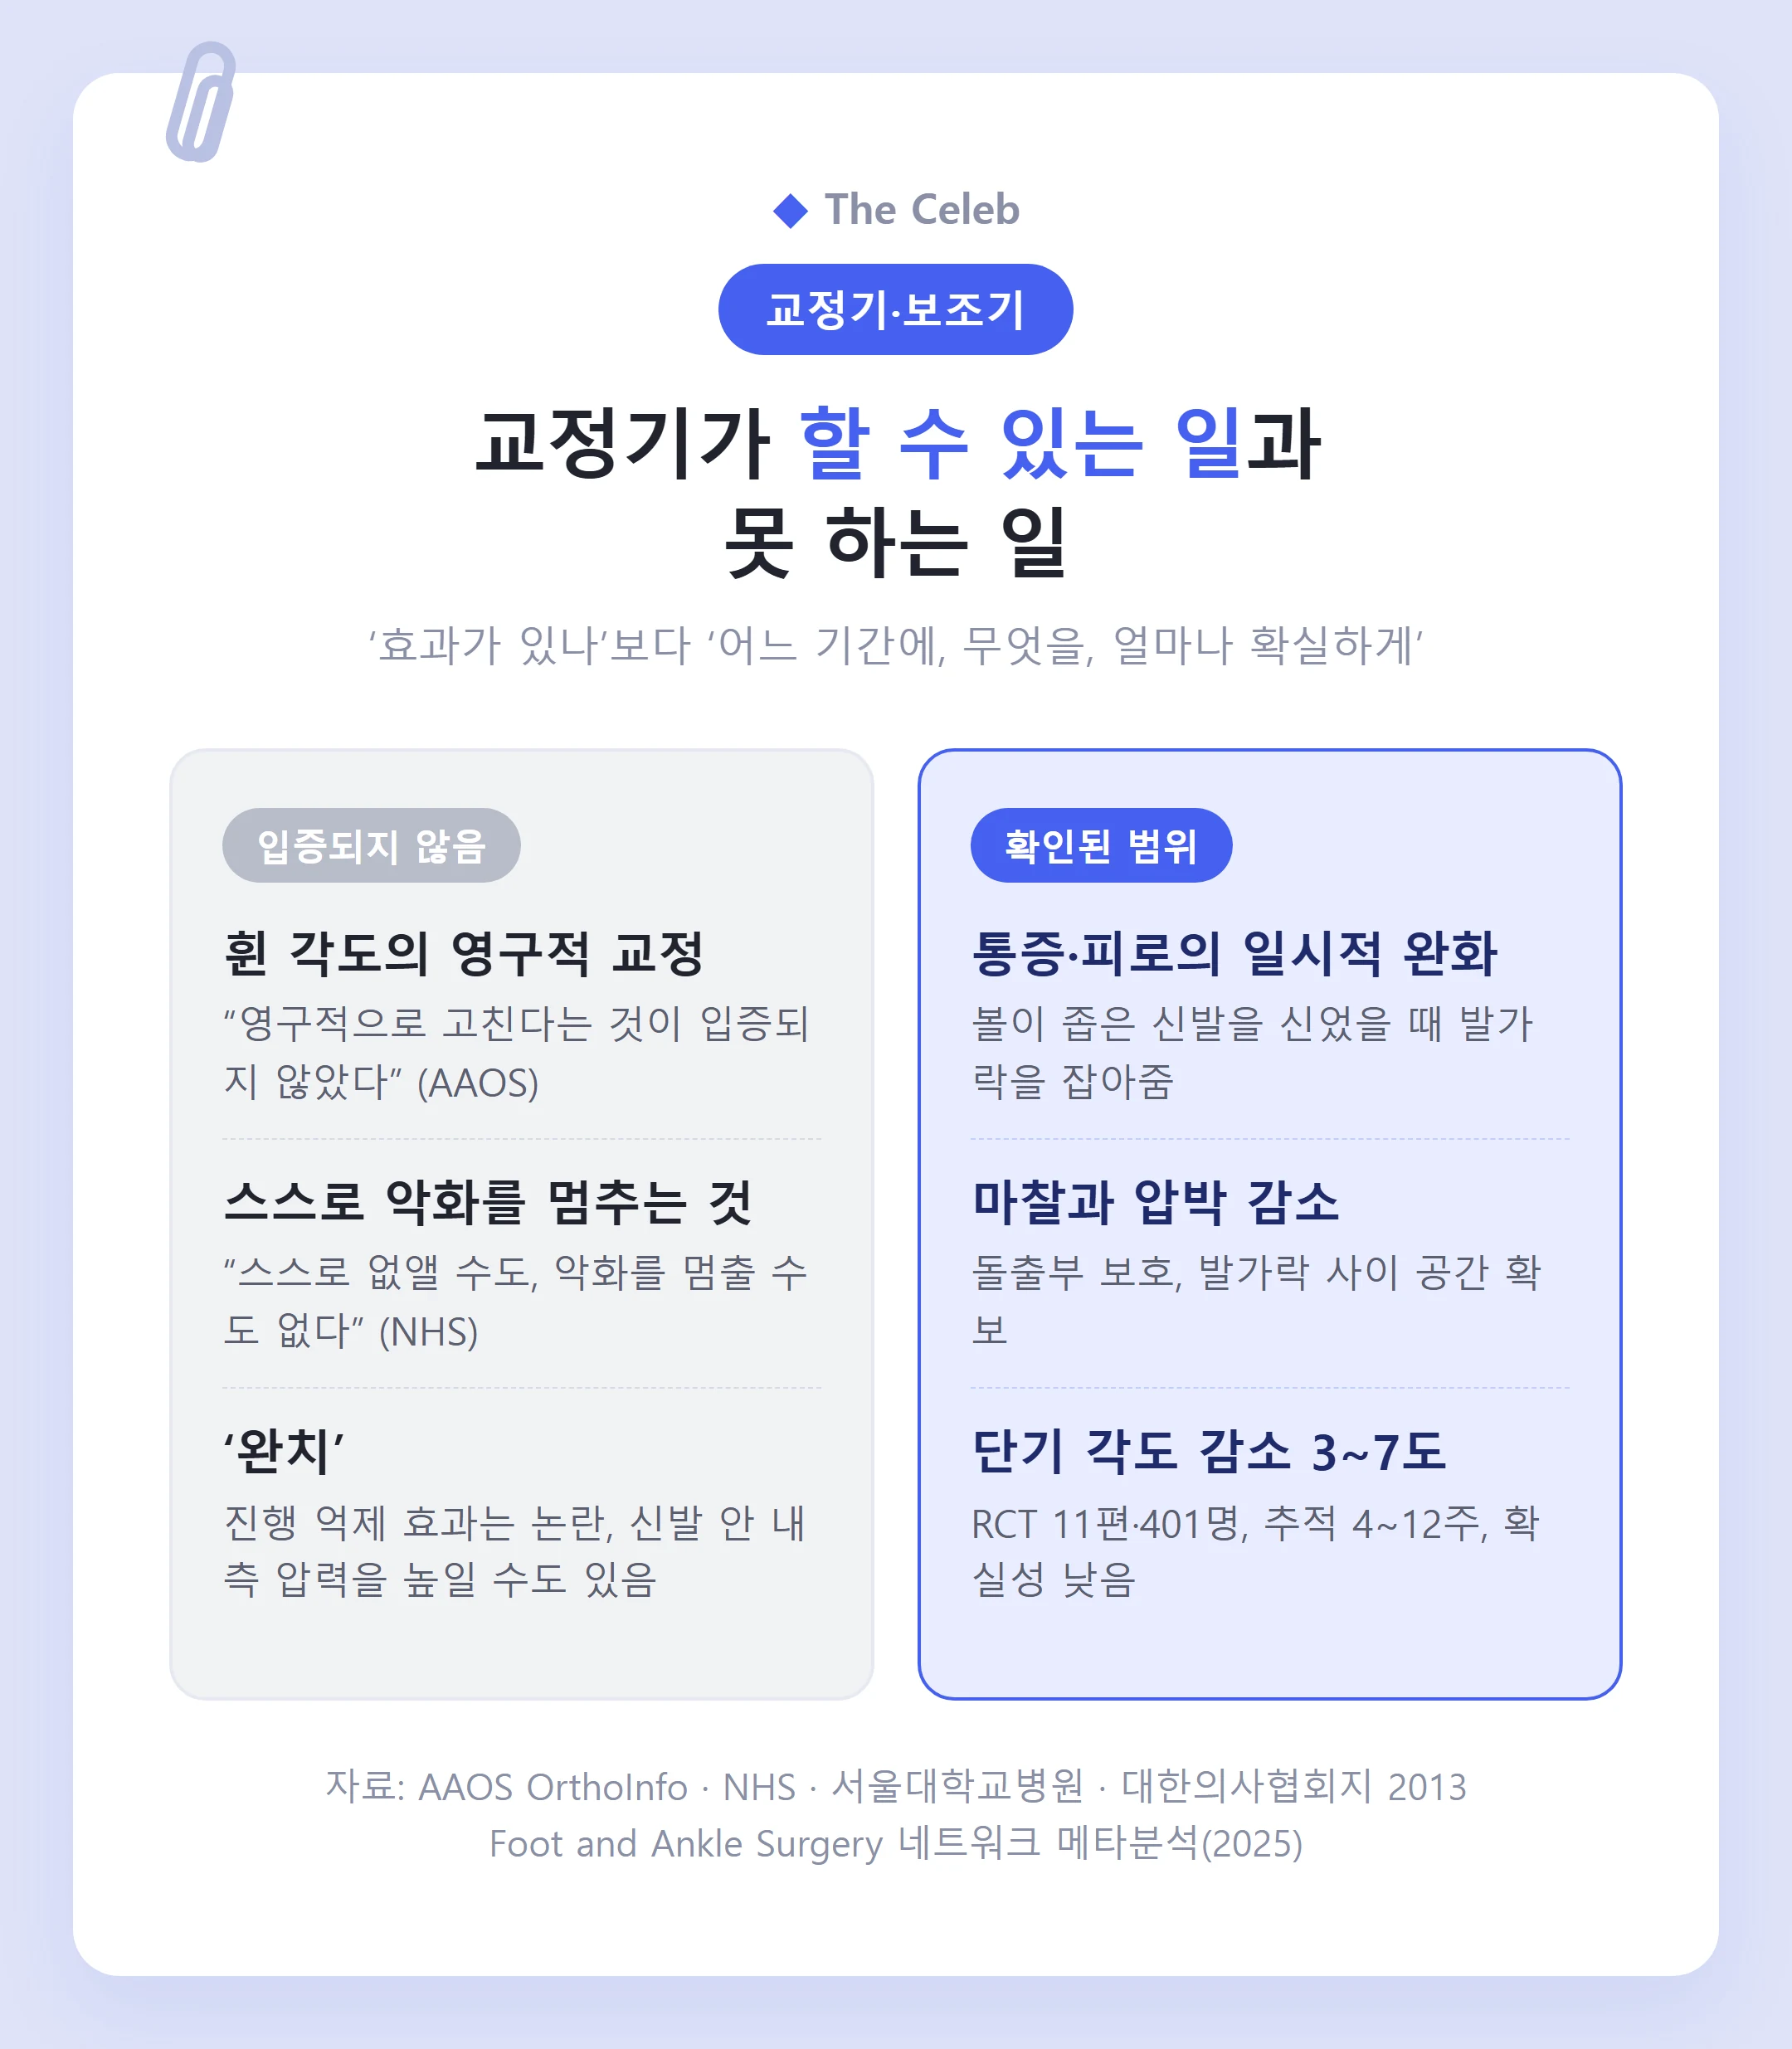 The Celeb
교정기·보조기
교정기가 할 수 있는 일과
못 하는 일
‘효과가 있나’보다 ‘어느 기간에, 무엇을, 얼마나 확실하게’
입증되지 않음
휜 각도의 영구적 교정
“영구적으로 고친다는 것이 입증되
지 않았다” (AAOS)
스스로 악화를 멈추는 것
“스스로 없앨 수도, 악화를 멈출 수
도 없다” (NHS)
‘완치’
진행 억제 효과는 논란, 신발 안 내
측 압력을 높일 수도 있음
확인된 범위
통증·피로의 일시적 완화
볼이 좁은 신발을 신었을 때 발가
락을 잡아줌
마찰과 압박 감소
돌출부 보호, 발가락 사이 공간 확
보
단기 각도 감소 3~7도
RCT 11편·401명, 추적 4~12주, 확
실성 낮음
자료: AAOS OrthoInfo · NHS · 서울대학교병원 · 대한의사협회지 2013
Foot and Ankle Surgery 네트워크 메타분석(2025)